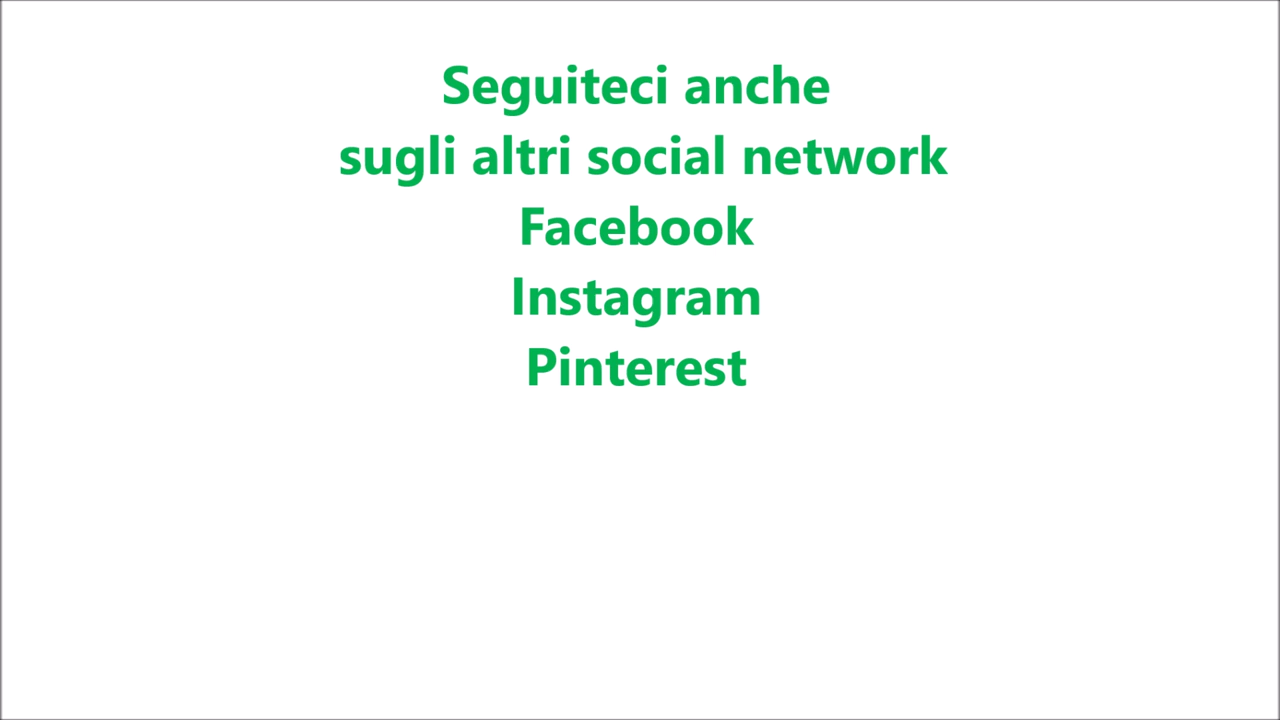 Seguiteci anche
sugli altri social network
Facebook
Instagram
Pinterest